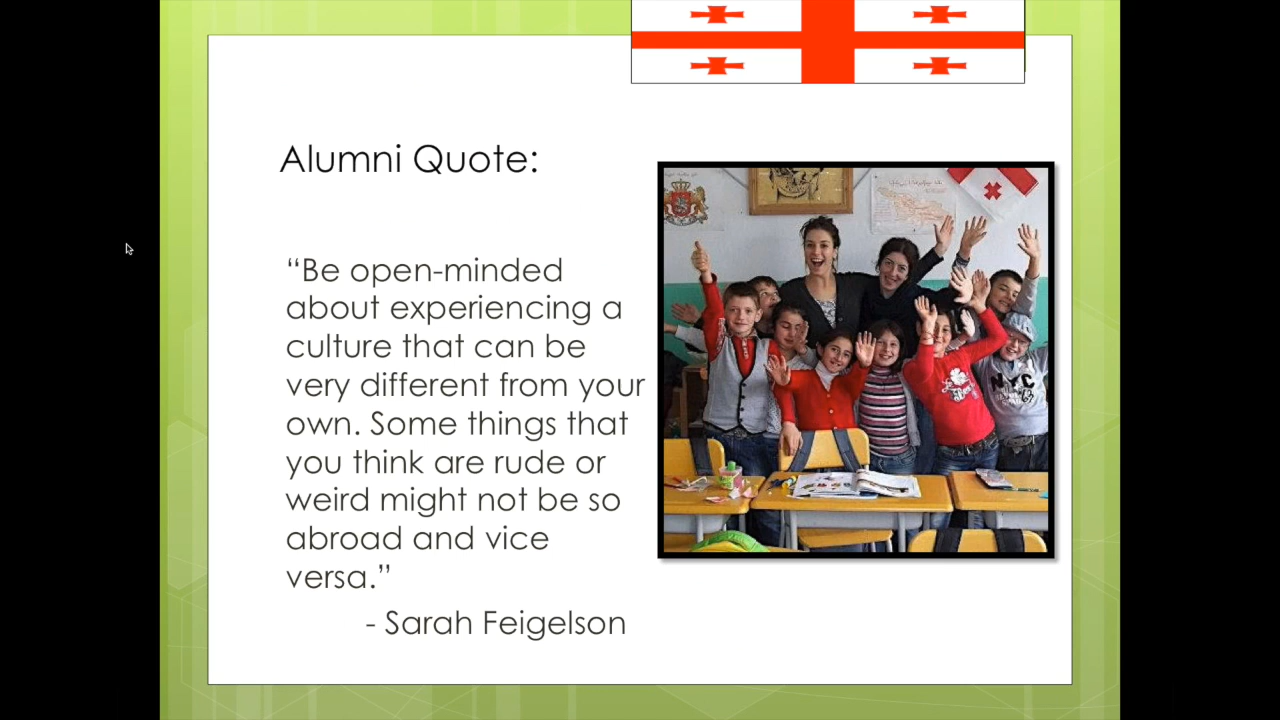 Alumni Quote:
“Be open-minded
about experiencing a
culture that can be
very different from your
own. Some things that
you think are rude or
weird might not be so
abroad and vice
versa.”
- Sarah Feigelson
NYC